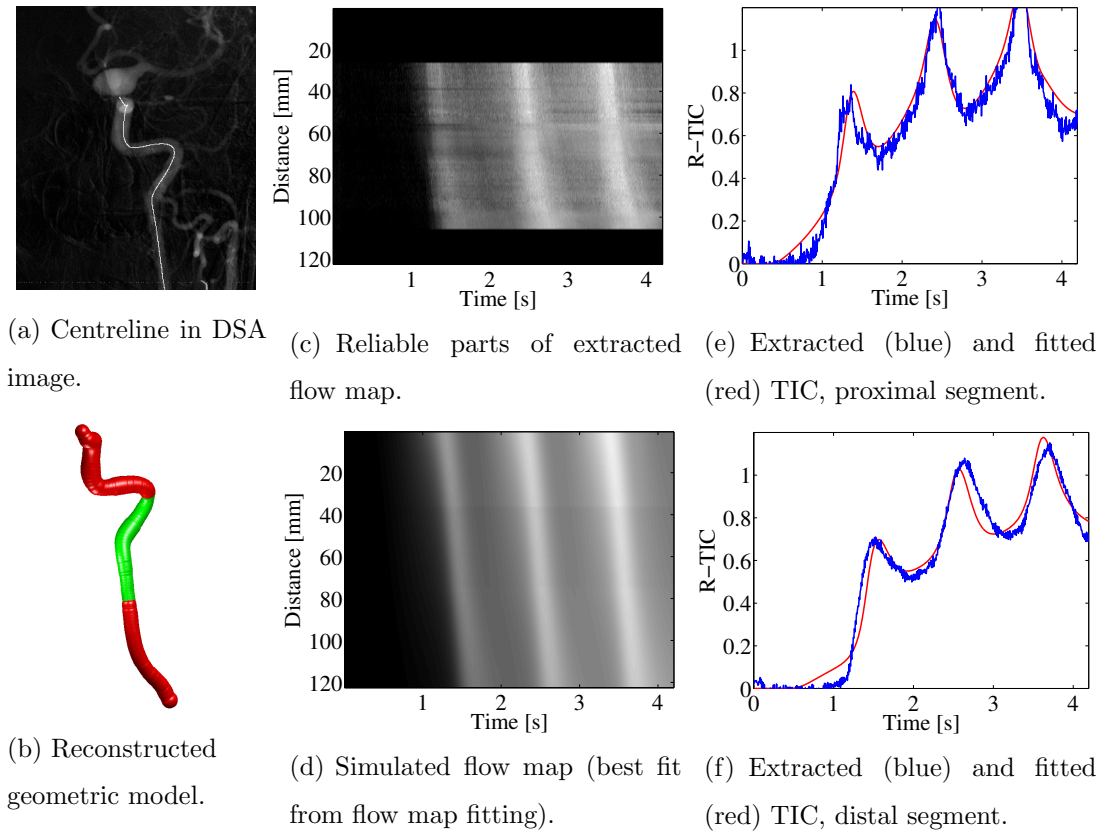 (a) Centreline in DSA
image.
(b) Reconstructed
geometric model.
20
40
60
80
100
120
Distance [mm]
1
2
3
4
Time [s]
(c) Reliable parts of extracted
flow map.
20
40
60
80
100
120
Distance [mm]
1
2
3
4
Time [s]
(d) Simulated flow map (best fit
from flow map fitting).
1
0.8
0.6
0.4
0.2
0
R−TIC
0
1
2
3
4
Time [s]
(e) Extracted (blue) and fitted
(red) TIC, proximal segment.
1
0.8
0.6
0.4
0.2
0
R−TIC
0
1
2
3
4
Time [s]
(f) Extracted (blue) and fitted
(red) TIC, distal segment.